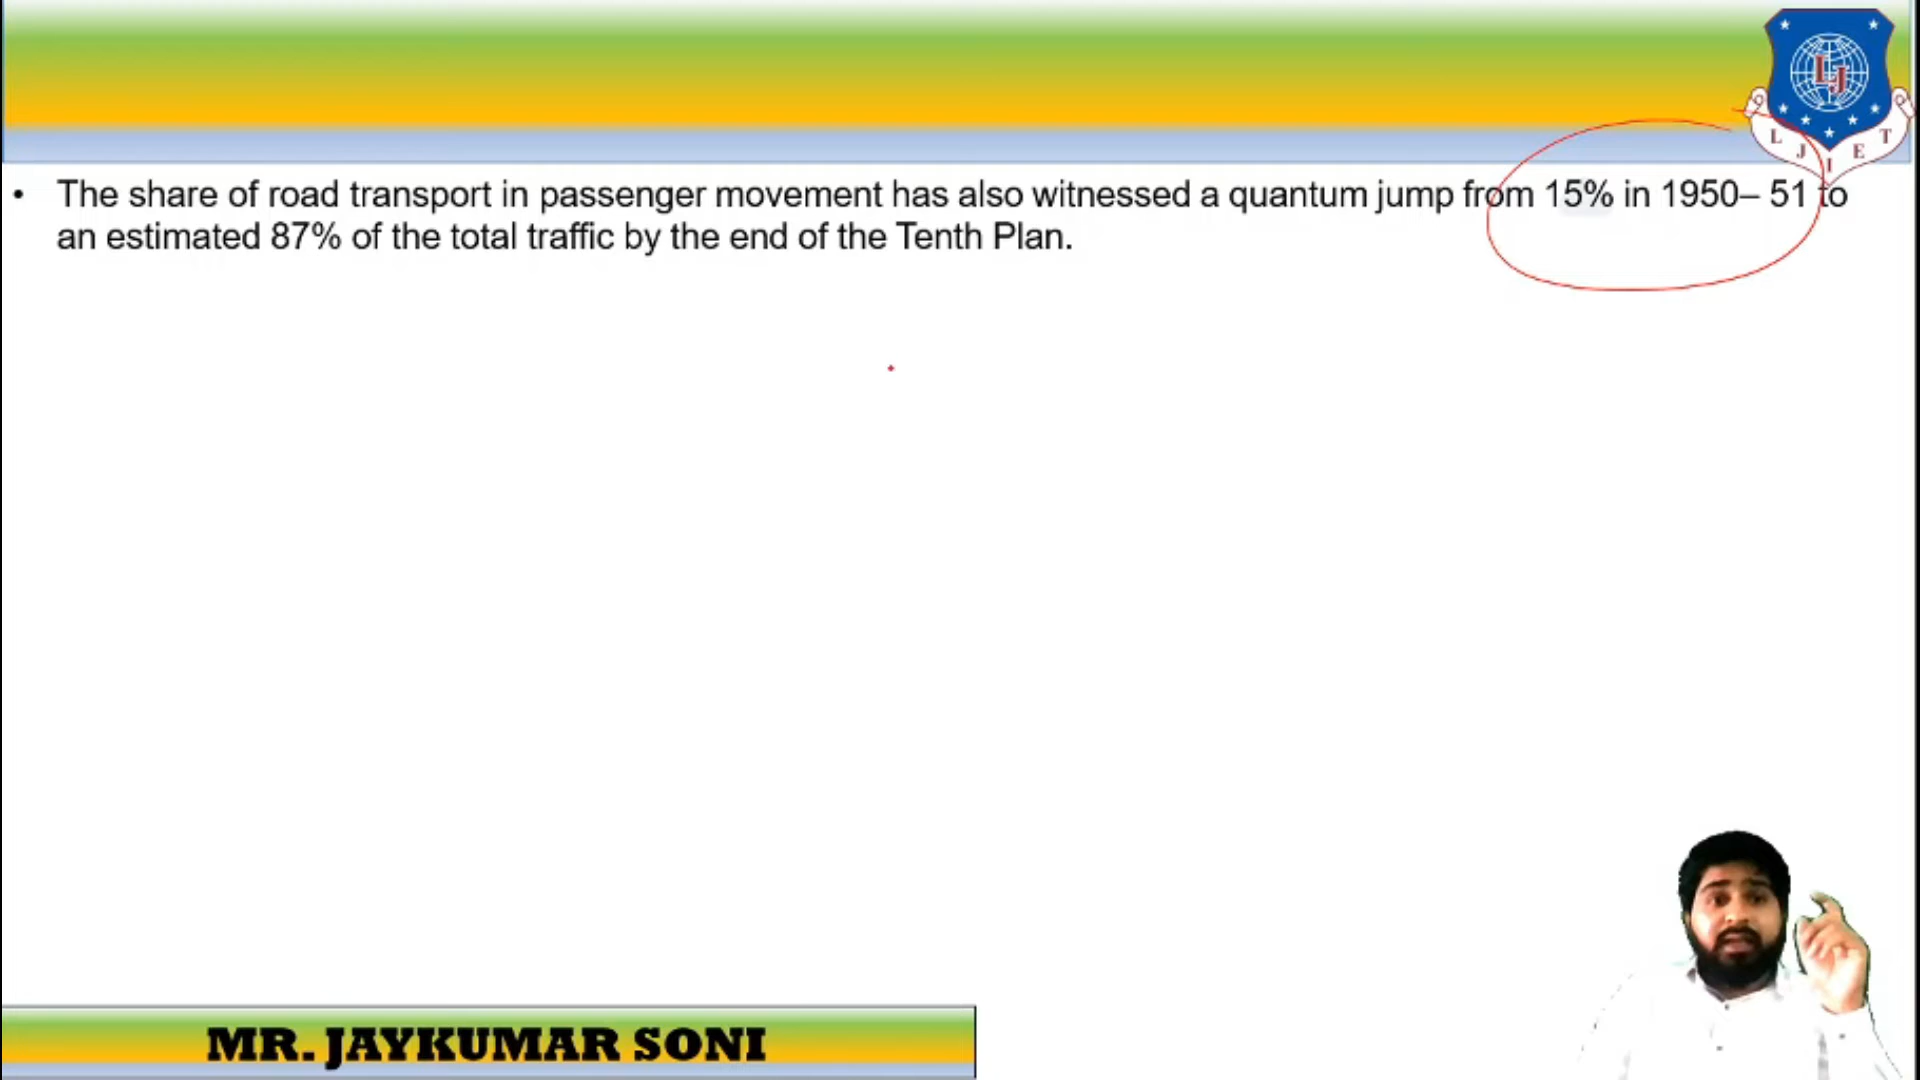 L J I E T
• The share of road transport in passenger movement has also witnessed a quantum jump from 15% in 1950– 51 to
an estimated 87% of the total traffic by the end of the Tenth Plan.
MR. JAYKUMAR SONI